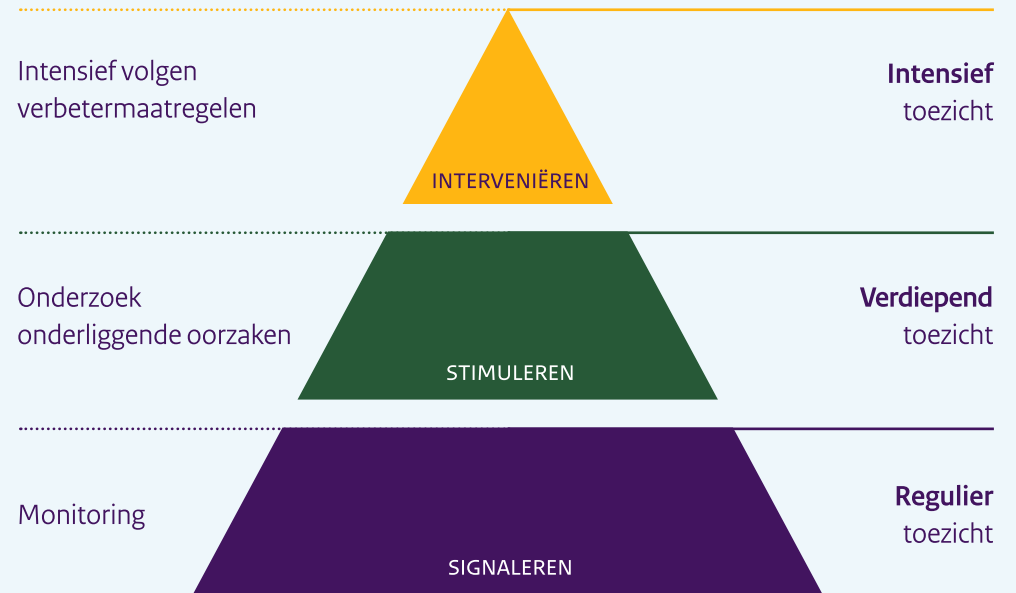 Intensief volgen
verbetermaatregelen
INTERVENIËREN
Intensief
toezicht
Onderzoek
onderliggende oorzaken
STIMULEREN
Verdiepend
toezicht
Monitoring
SIGNALEREN
Regulier
toezicht